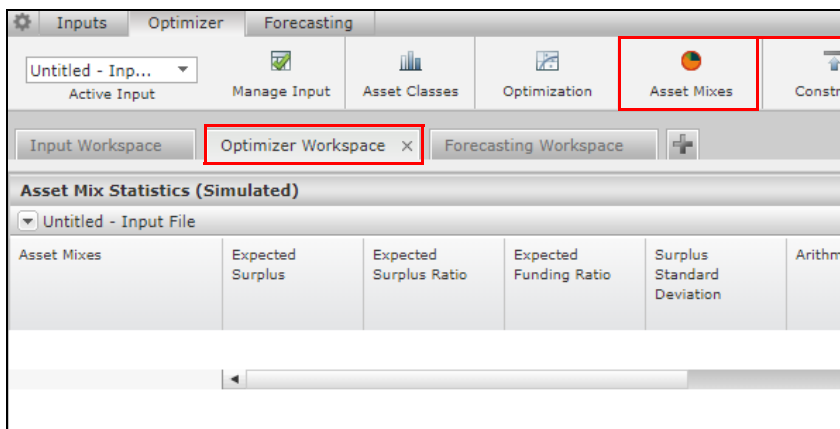 Inputs Optimizer Forecasting
Untitled - Inp...
Active Input Manage Input Asset Classes Optimization Asset Mixes Constr
Input Workspace Optimizer Workspace × Forecasting Workspace
Asset Mix Statistics (Simulated)
Untitled - Input File
Asset Mixes Expected Expected Expected Surplus Arithm
Surplus Surplus Ratio Funding Ratio Standard
Deviation